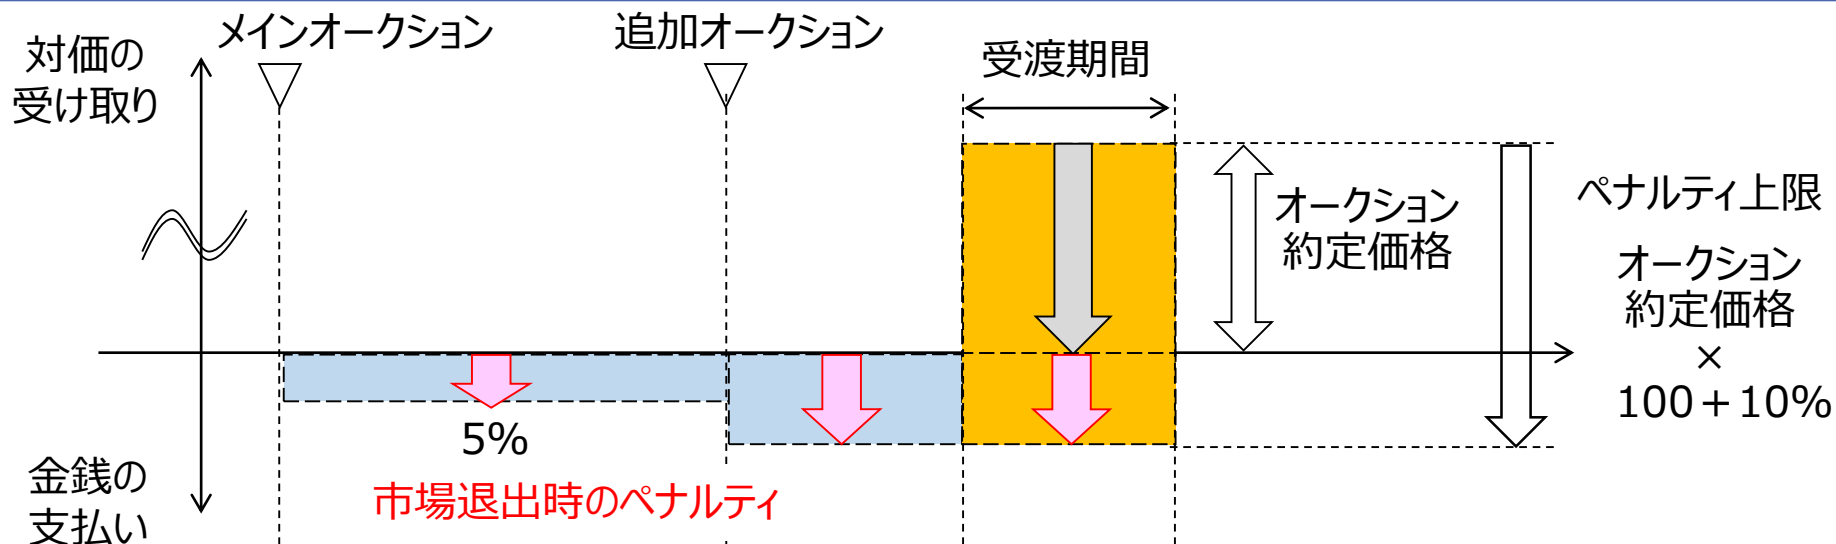 対価の
受け取り
メインオークション
追加オークション
受渡期間
オークション
約定価格
ペナルティ上限
オークション
約定価格
×
100+10%
5%
市場退出時のペナルティ
金銭の
支払い